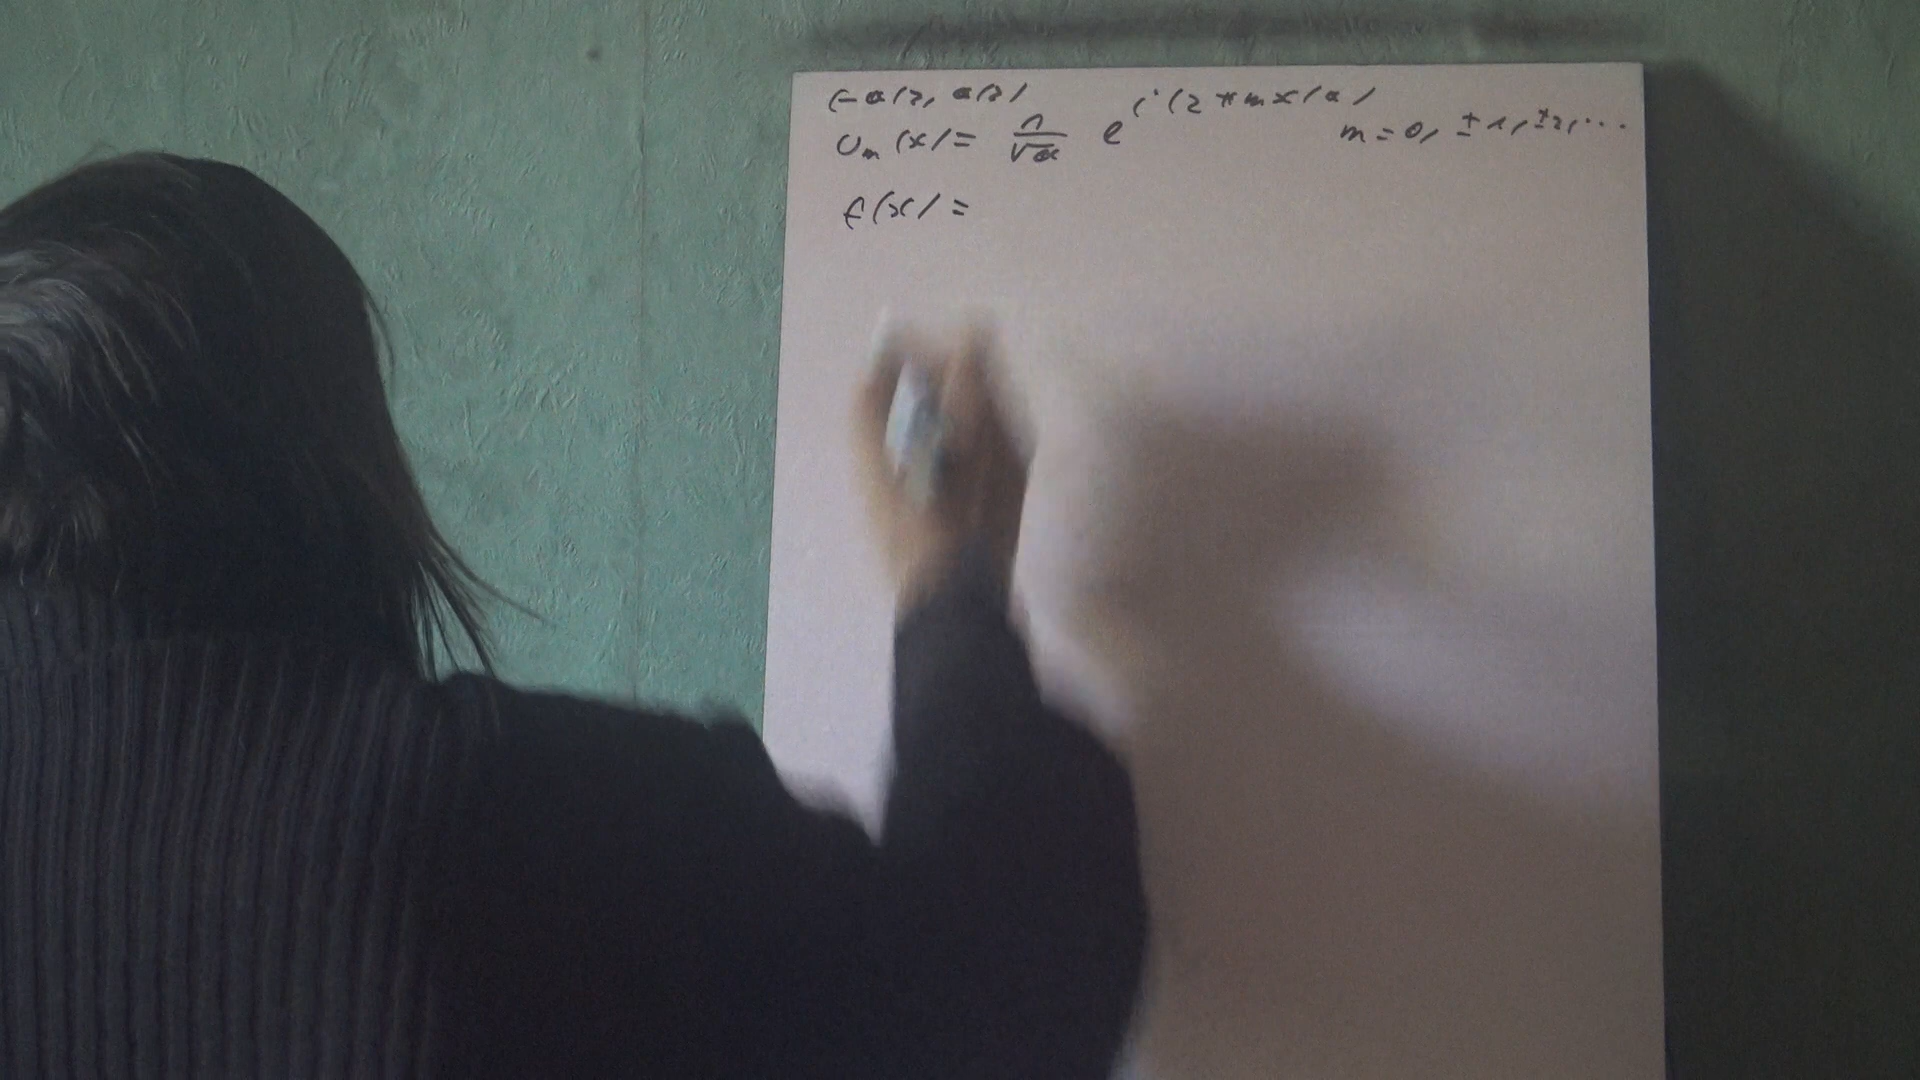 (-a/2, a/2)
U_m(x) = 1/√a e^{i(2πmx/a)} m=0, ±1, ±2, ...
f(x) =